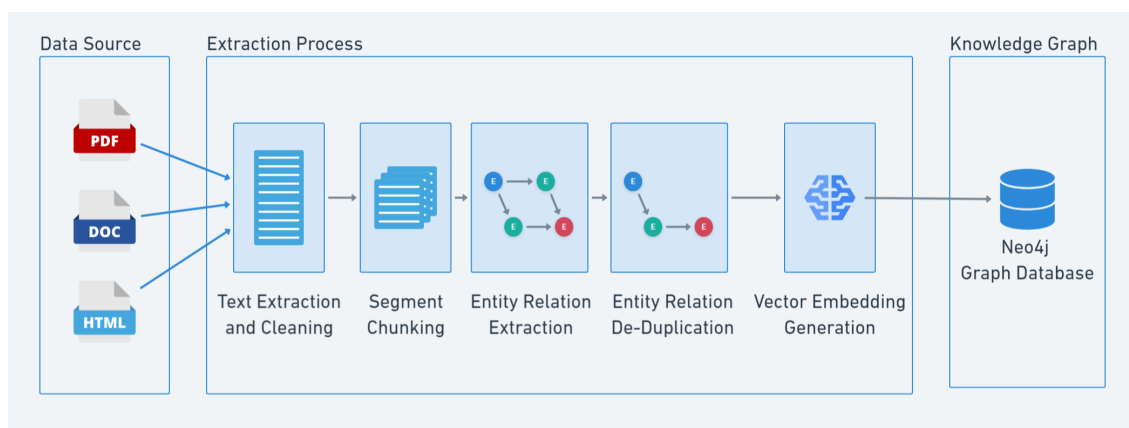 Data Source
Extraction Process
Knowledge Graph
PDF
DOC
HTML
E
E
E
E
E
E
E
Text Extraction
and Cleaning
Segment
Chunking
Entity Relation
Extraction
Entity Relation
De-Duplication
Vector Embedding
Generation
Neo4j
Graph Database